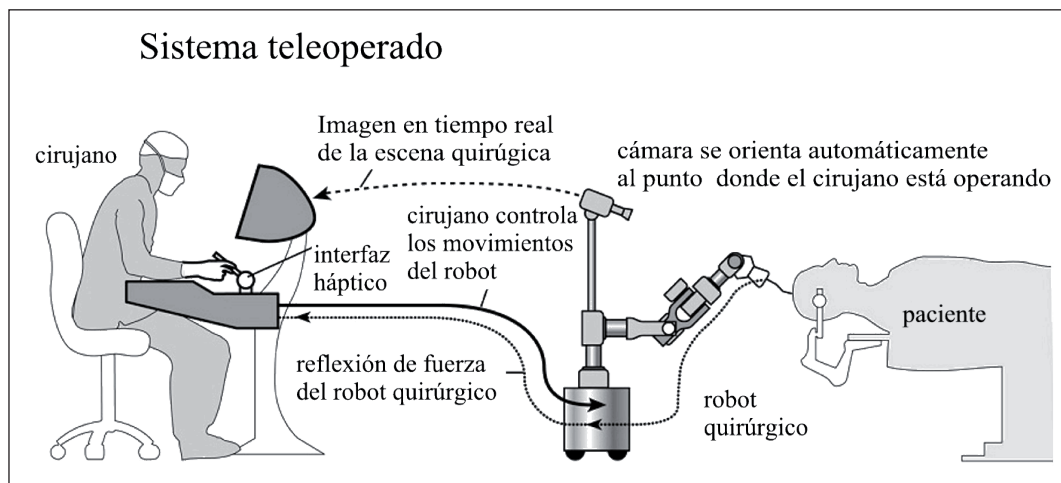 Sistema teleoperado
cirujano
Imagen en tiempo real
de la escena quirúgica
cámara se orienta automáticamente
al punto donde el cirujano está operando
cirujano controla
los movimientos
del robot
interfaz
háptico
paciente
reflexión de fuerza
del robot quirúrgico
robot
quirúrgico